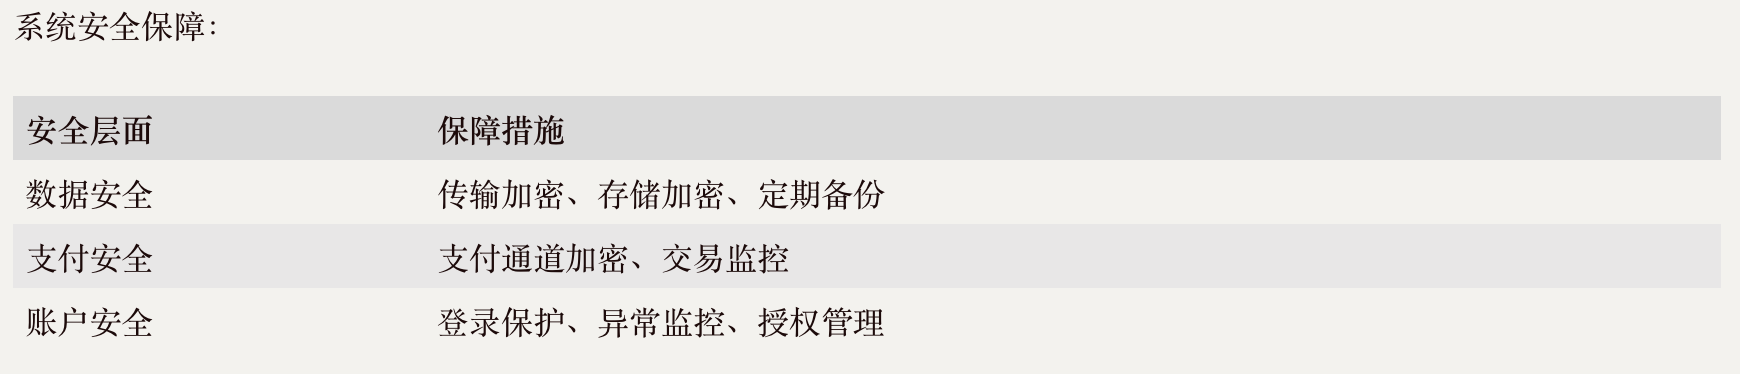 系统安全保障：
安全层面 保障措施
数据安全 传输加密、存储加密、定期备份
支付安全 支付通道加密、交易监控
账户安全 登录保护、异常监控、授权管理